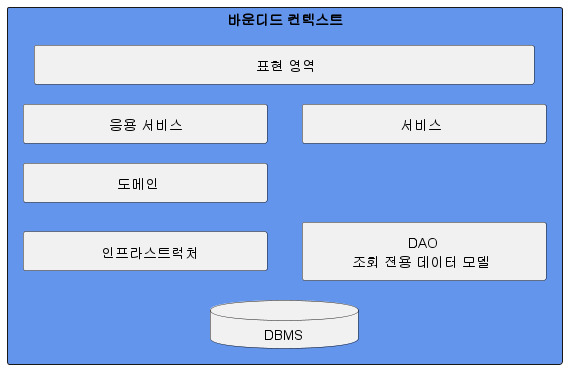 바운디드 컨텍스트
표현 영역
응용 서비스
서비스
도메인
인프라스트럭처
DAO
조회 전용 데이터 모델
DBMS